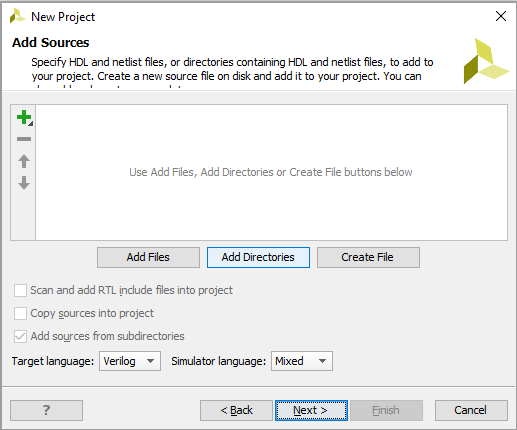 New Project
Add Sources
Specify HDL and netlist files, or directories containing HDL and netlist files, to add to
your project. Create a new source file on disk and add it to your project. You can
Use Add Files, Add Directories or Create File buttons below
Add Files
Add Directories
Create File
Scan and add RTL include files into project
Copy sources into project
Add sources from subdirectories
Target language: Verilog
Simulator language: Mixed
?
< Back
Next >
Finish
Cancel